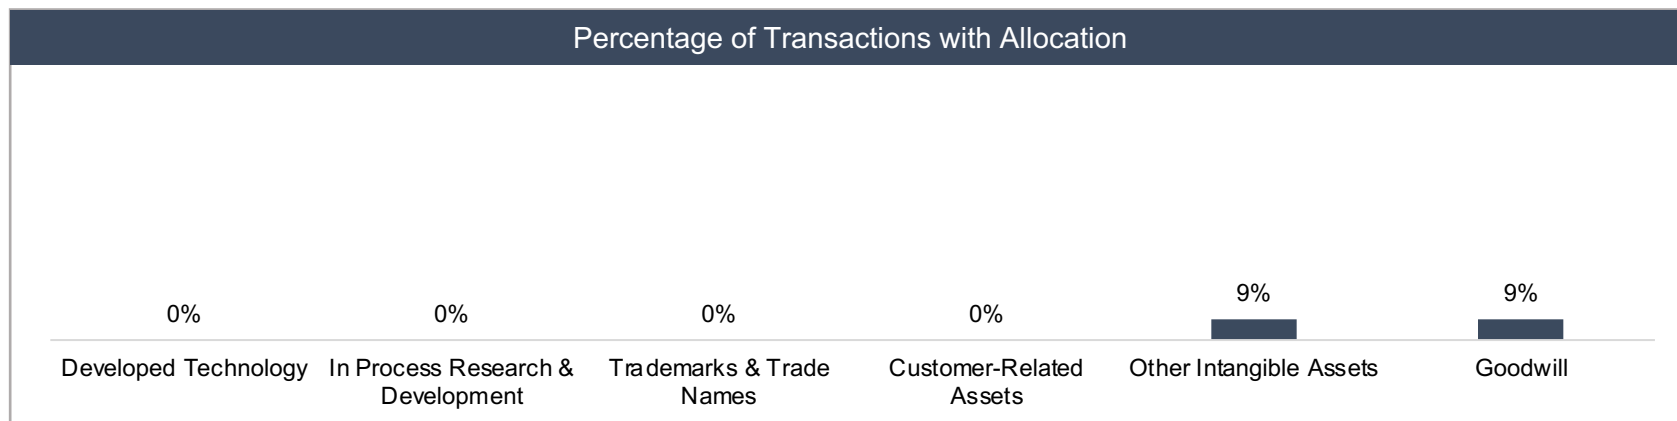 Percentage of Transactions with Allocation
0% 0% 0% 0% 9% 9%
Developed Technology In Process Research & Trademarks & Trade Customer-Related Other Intangible Assets Goodwill
Development Names Assets